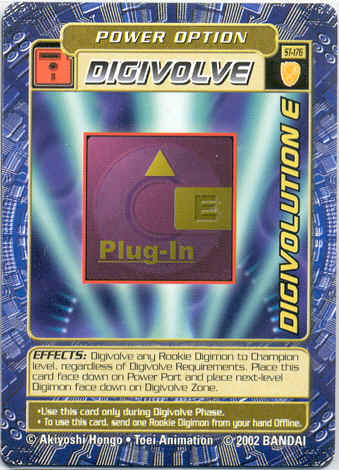 POWER OPTION
DIGIVOLVE
ST-176
DIGIVOLUTION E
E
Plug-In
EFFECTS: Digivolve any Rookie Digimon to Champion
level, regardless of Digivolve Requirements. Place this
card face down on Power Port and place next-level
Digimon face down on Digivolve Zone.
•Use this card only during Digivolve Phase.
• To use this card, send one Rookie Digimon from your hand Offline.
© Akiyoshi Hongo • Toei Animation © 2002 BANDAI